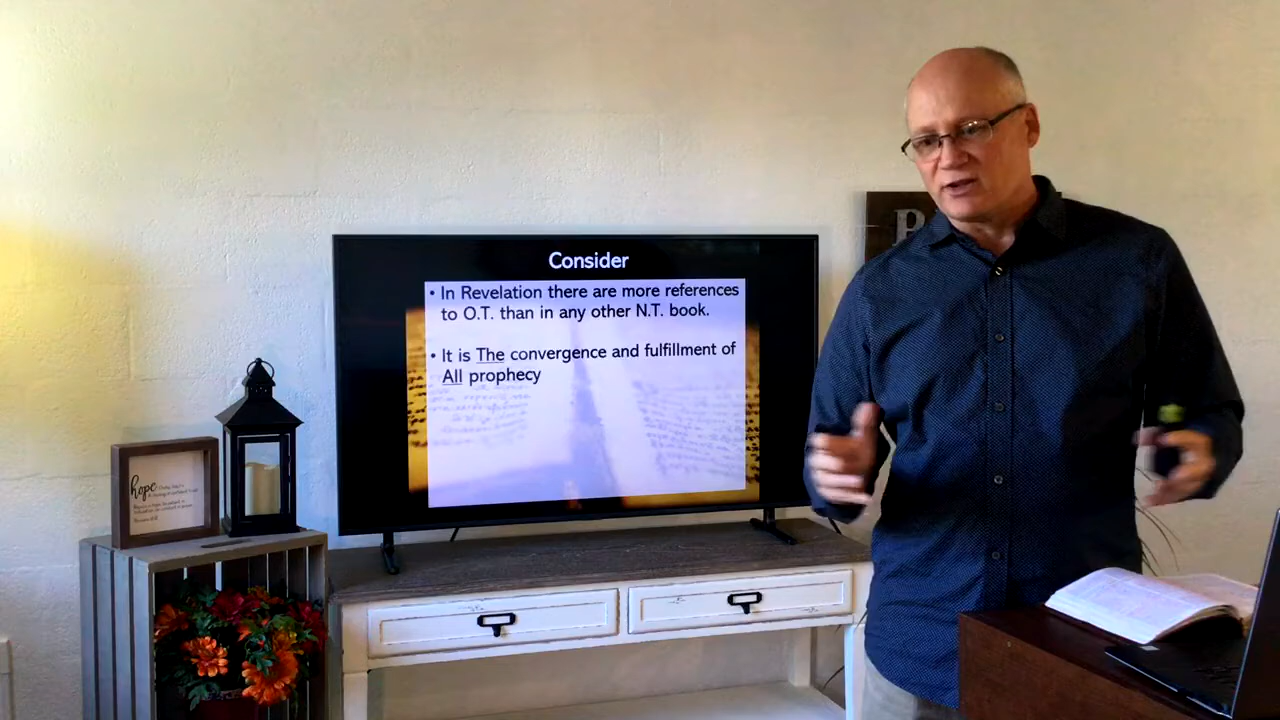 Consider
• In Revelation there are more references
to O.T. than in any other N.T. book.
• It is The convergence and fulfillment of
All prophecy
hope